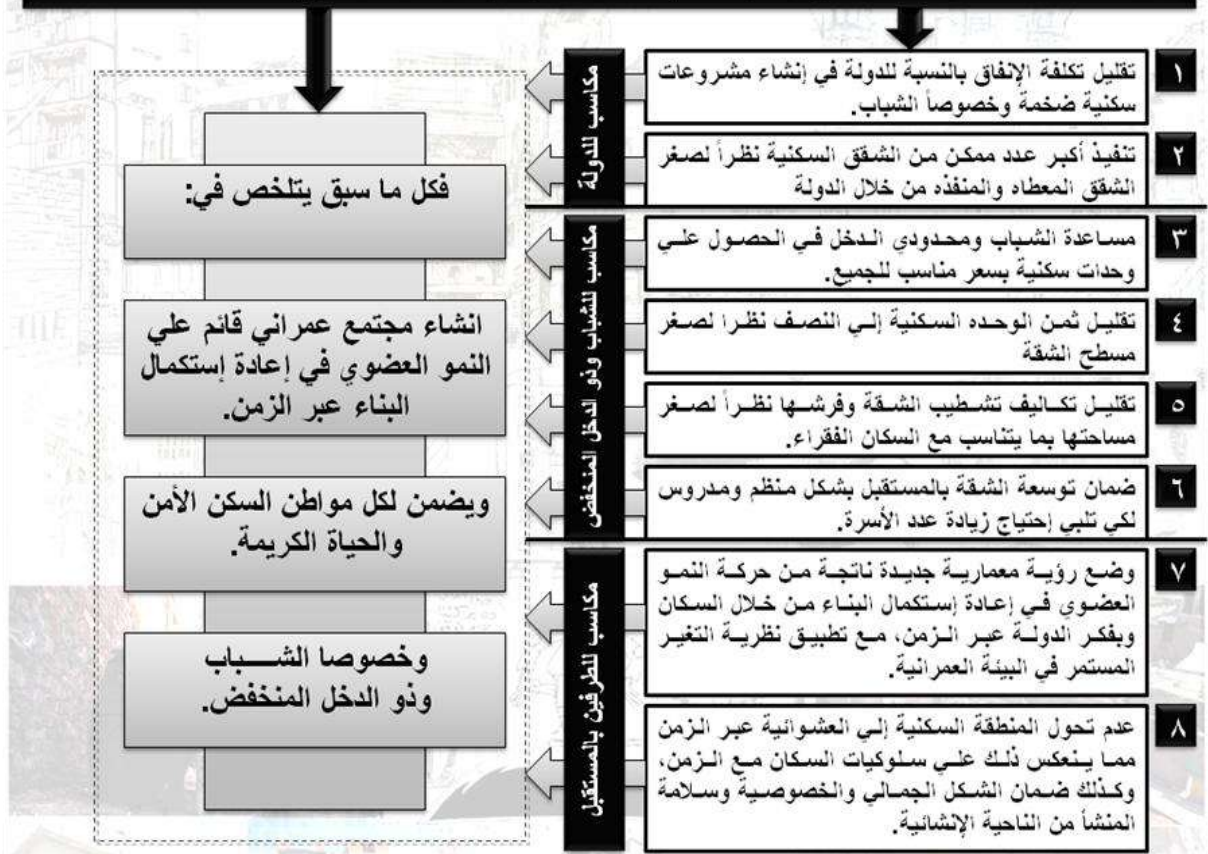 ١
تقليل تكلفة الإنفاق بالنسبة للدولة في إنشاء مشروعات
سكنية ضخمة وخصوصاً الشباب.
٢
تنفيذ أكبر عدد ممكن من الشقق السكنية نظراً لصغر
الشقق المعطاه والمنفذه من خلال الدولة
مكاسب للدولة
٣
مساعدة الشباب ومحدودي الدخل في الحصول علي
وحدات سكنية بسعر مناسب للجميع.
٤
تقليل ثمن الوحده السكنية إلي النصف نظرا لصغر
مسطح الشقة
٥
تقليل تكاليف تشطيب الشقة وفرشها نظراً لصغر
مساحتها بما يتناسب مع السكان الفقراء.
٦
ضمان توسعة الشقة بالمستقبل بشكل منظم ومدروس
لكي تلبي إحتياج زيادة عدد الأسرة.
مكاسب للشباب وذو الدخل المنخفض
٧
وضع رؤية معمارية جديدة ناتجة من حركة النمو
العضوي في إعادة إستكمال البناء من خلال السكان
وبفكر الدولة عبر الزمن، مع تطبيق نظرية التغير
المستمر في البيئة العمرانية.
٨
عدم تحول المنطقة السكنية إلي العشوائية عبر الزمن
مما ينعكس ذلك علي سلوكيات السكان مع الزمن،
وكذلك ضمان الشكل الجمالي والخصوصية وسلامة
المنشأ من الناحية الإنشائية.
مكاسب للطرفين بالمستقبل
فكل ما سبق يتلخص في:
انشاء مجتمع عمراني قائم علي
النمو العضوي في إعادة إستكمال
البناء عبر الزمن.
ويضمن لكل مواطن السكن الأمن
والحياة الكريمة.
وخصوصا الشباب
وذو الدخل المنخفض.